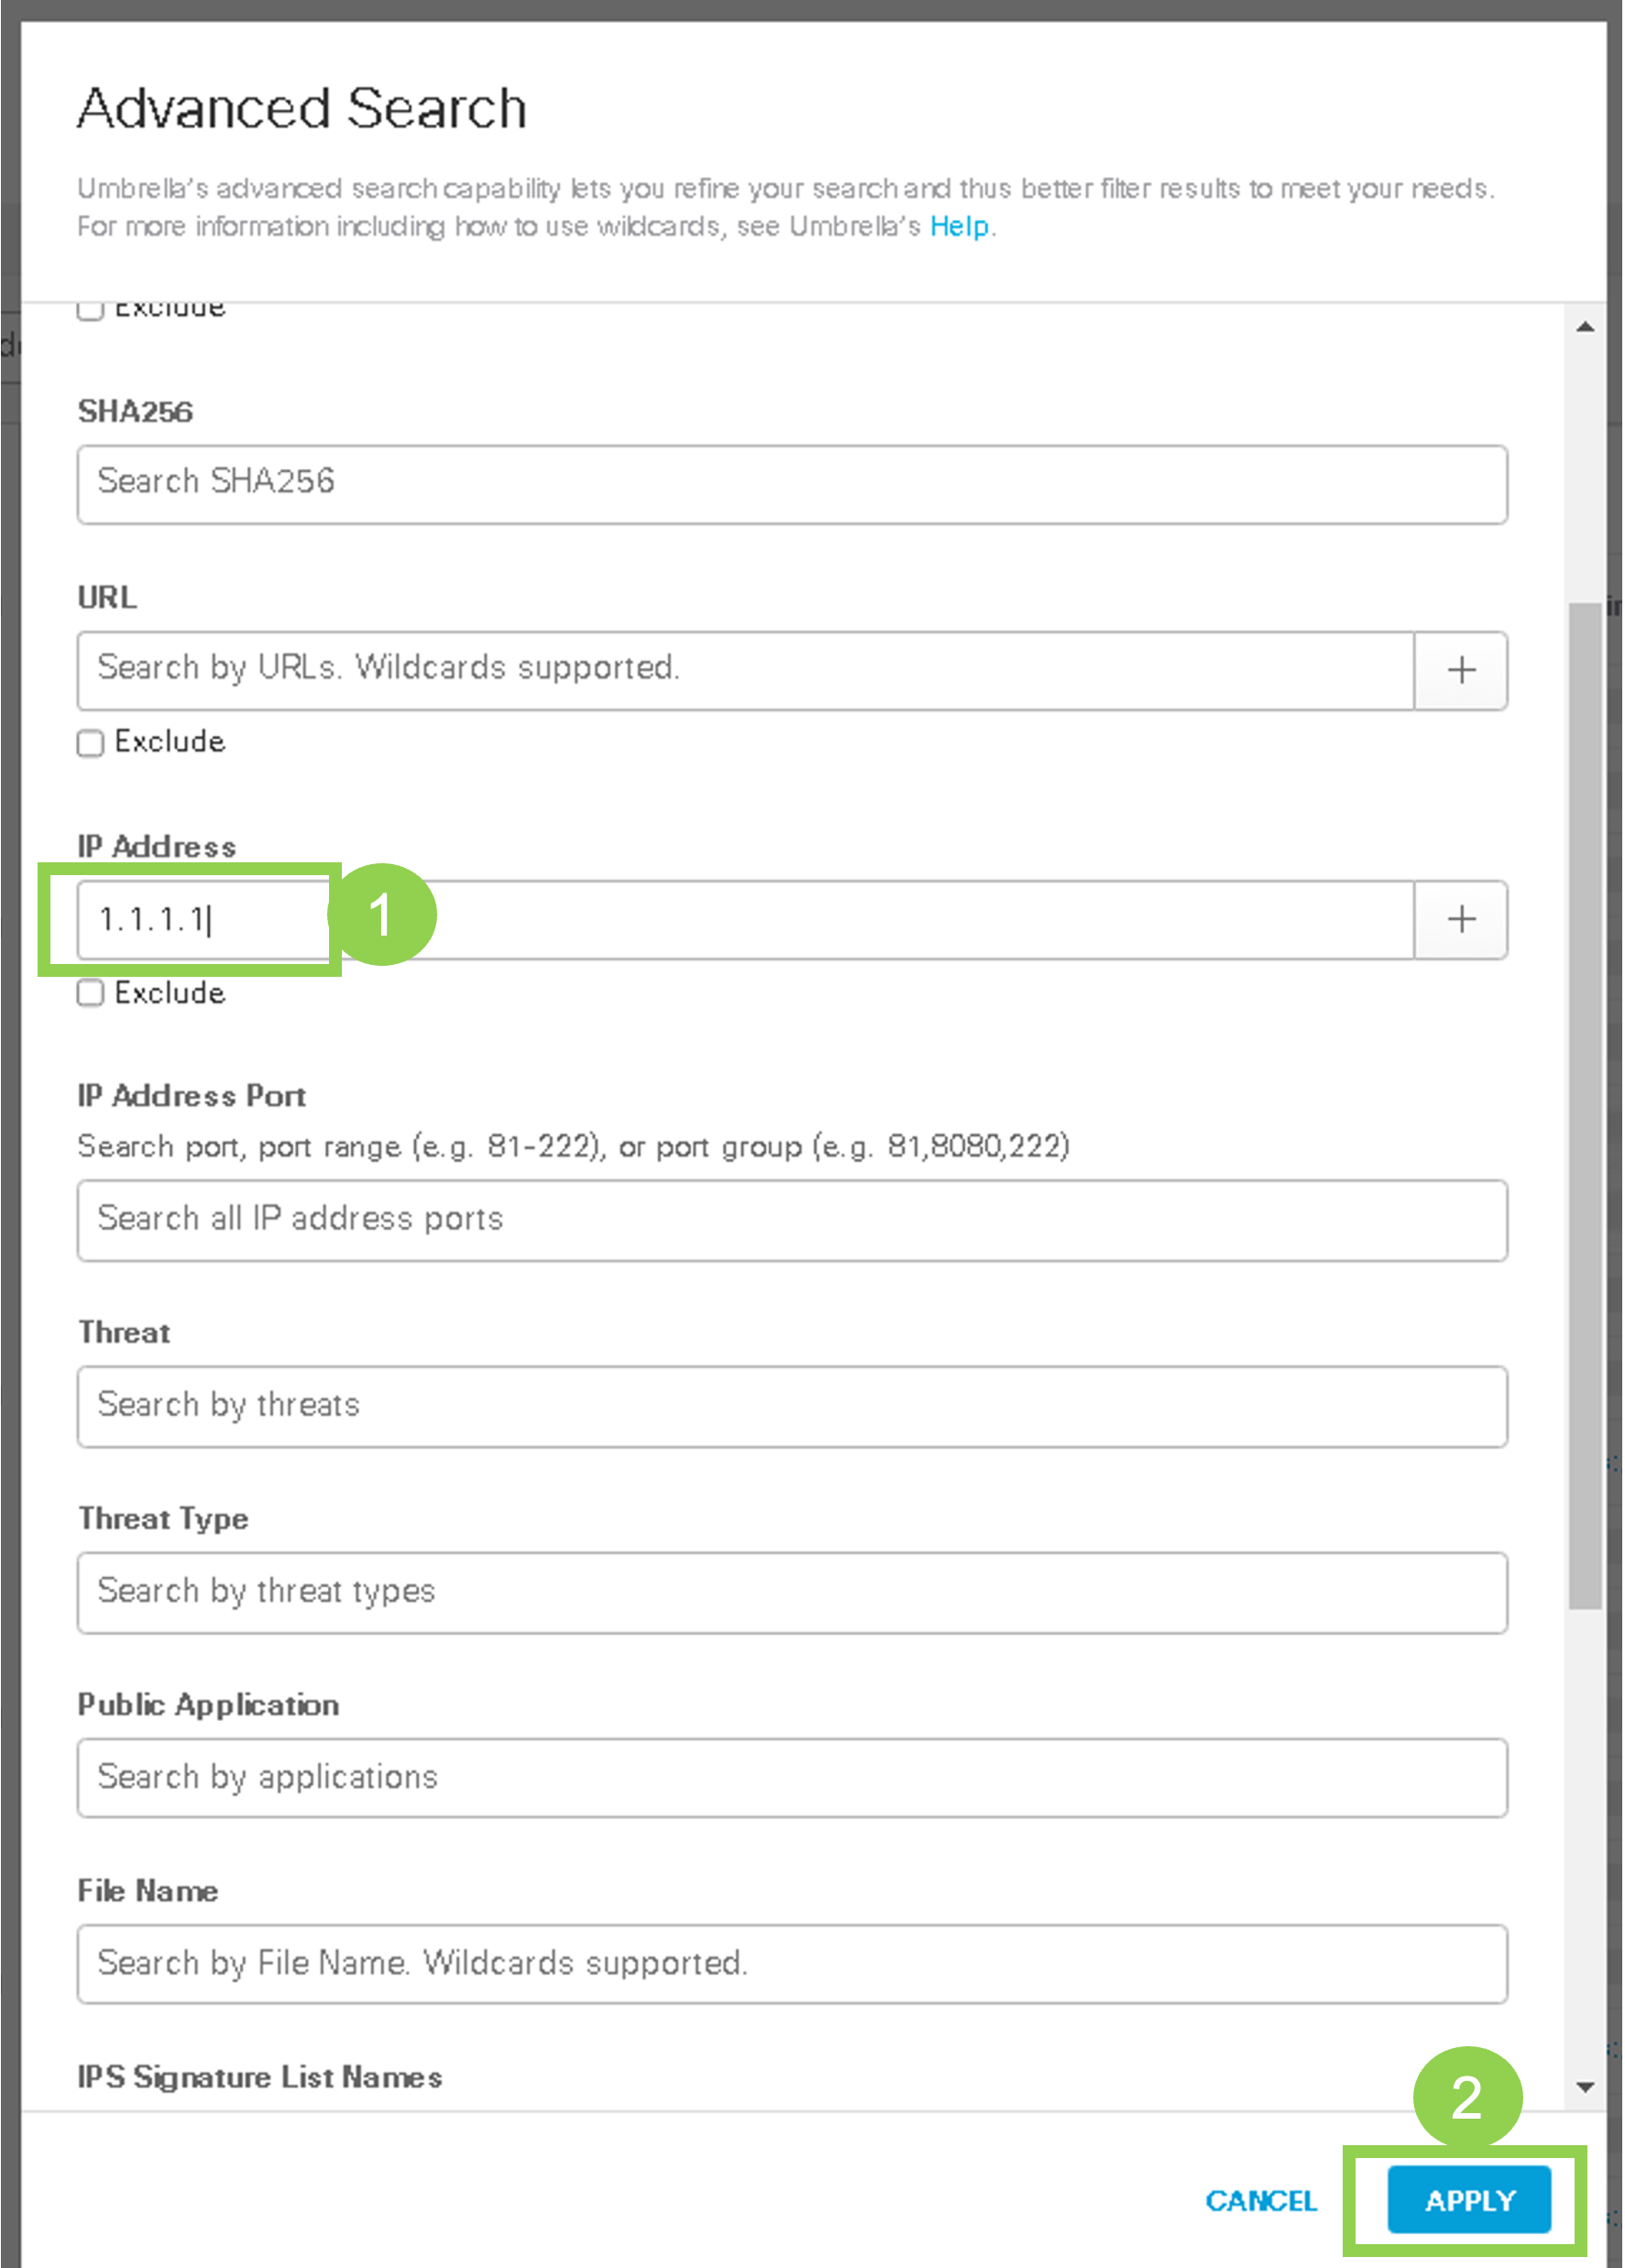 Advanced Search
Umbrella's advanced search capability lets you refine your search and thus better filter results to meet your needs.
For more information including how to use wildcards, see Umbrella's Help.
Exclude
SHA256
Search SHA256
URL
Search by URLs. Wildcards supported.
+
Exclude
IP Address
1.1.1.1
1
+
Exclude
IP Address Port
Search port, port range (e.g. 81-222), or port group (e.g. 81,8080,222)
Search all IP address ports
Threat
Search by threats
Threat Type
Search by threat types
Public Application
Search by applications
File Name
Search by File Name. Wildcards supported.
IPS Signature List Names
2
CANCEL
APPLY